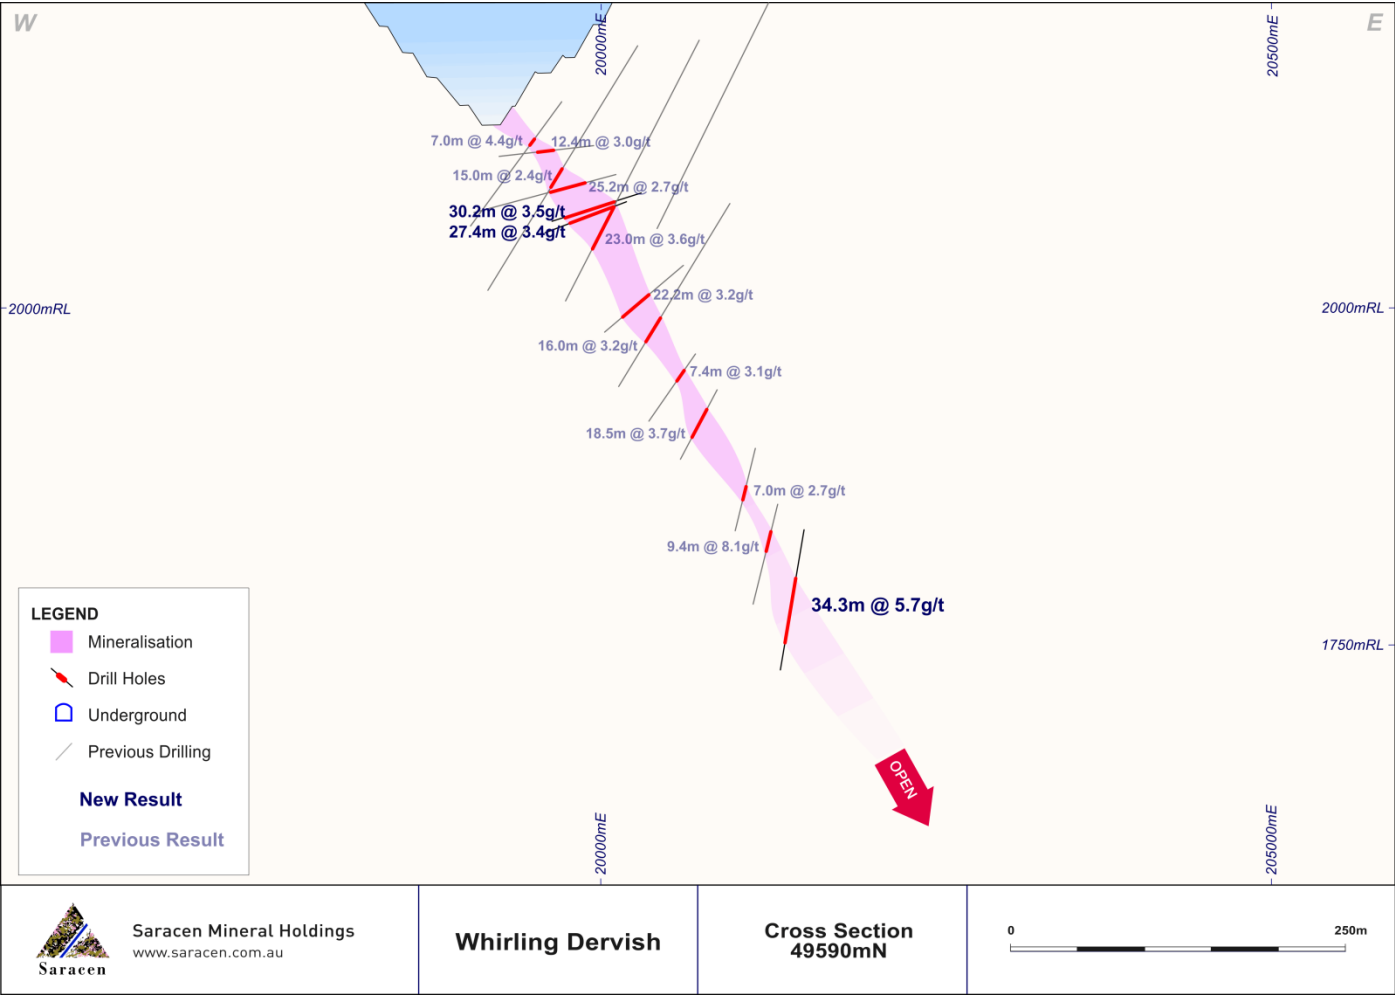 W
E
20000mE
20500mE
7.0m @ 4.4g/t
12.4m @ 3.0g/t
15.0m @ 2.4g/t
25.2m @ 2.7g/t
30.2m @ 3.5g/t
27.4m @ 3.4g/t
23.0m @ 3.6g/t
22.2m @ 3.2g/t
2000mRL
2000mRL
16.0m @ 3.2g/t
7.4m @ 3.1g/t
18.5m @ 3.7g/t
7.0m @ 2.7g/t
9.4m @ 8.1g/t
34.3m @ 5.7g/t
1750mRL
LEGEND
Mineralisation
Drill Holes
Underground
Previous Drilling
New Result
Previous Result
OPEN
20000mE
205000mE
Saracen
Saracen Mineral Holdings
www.saracen.com.au
Whirling Dervish
Cross Section
49590mN
0
250m